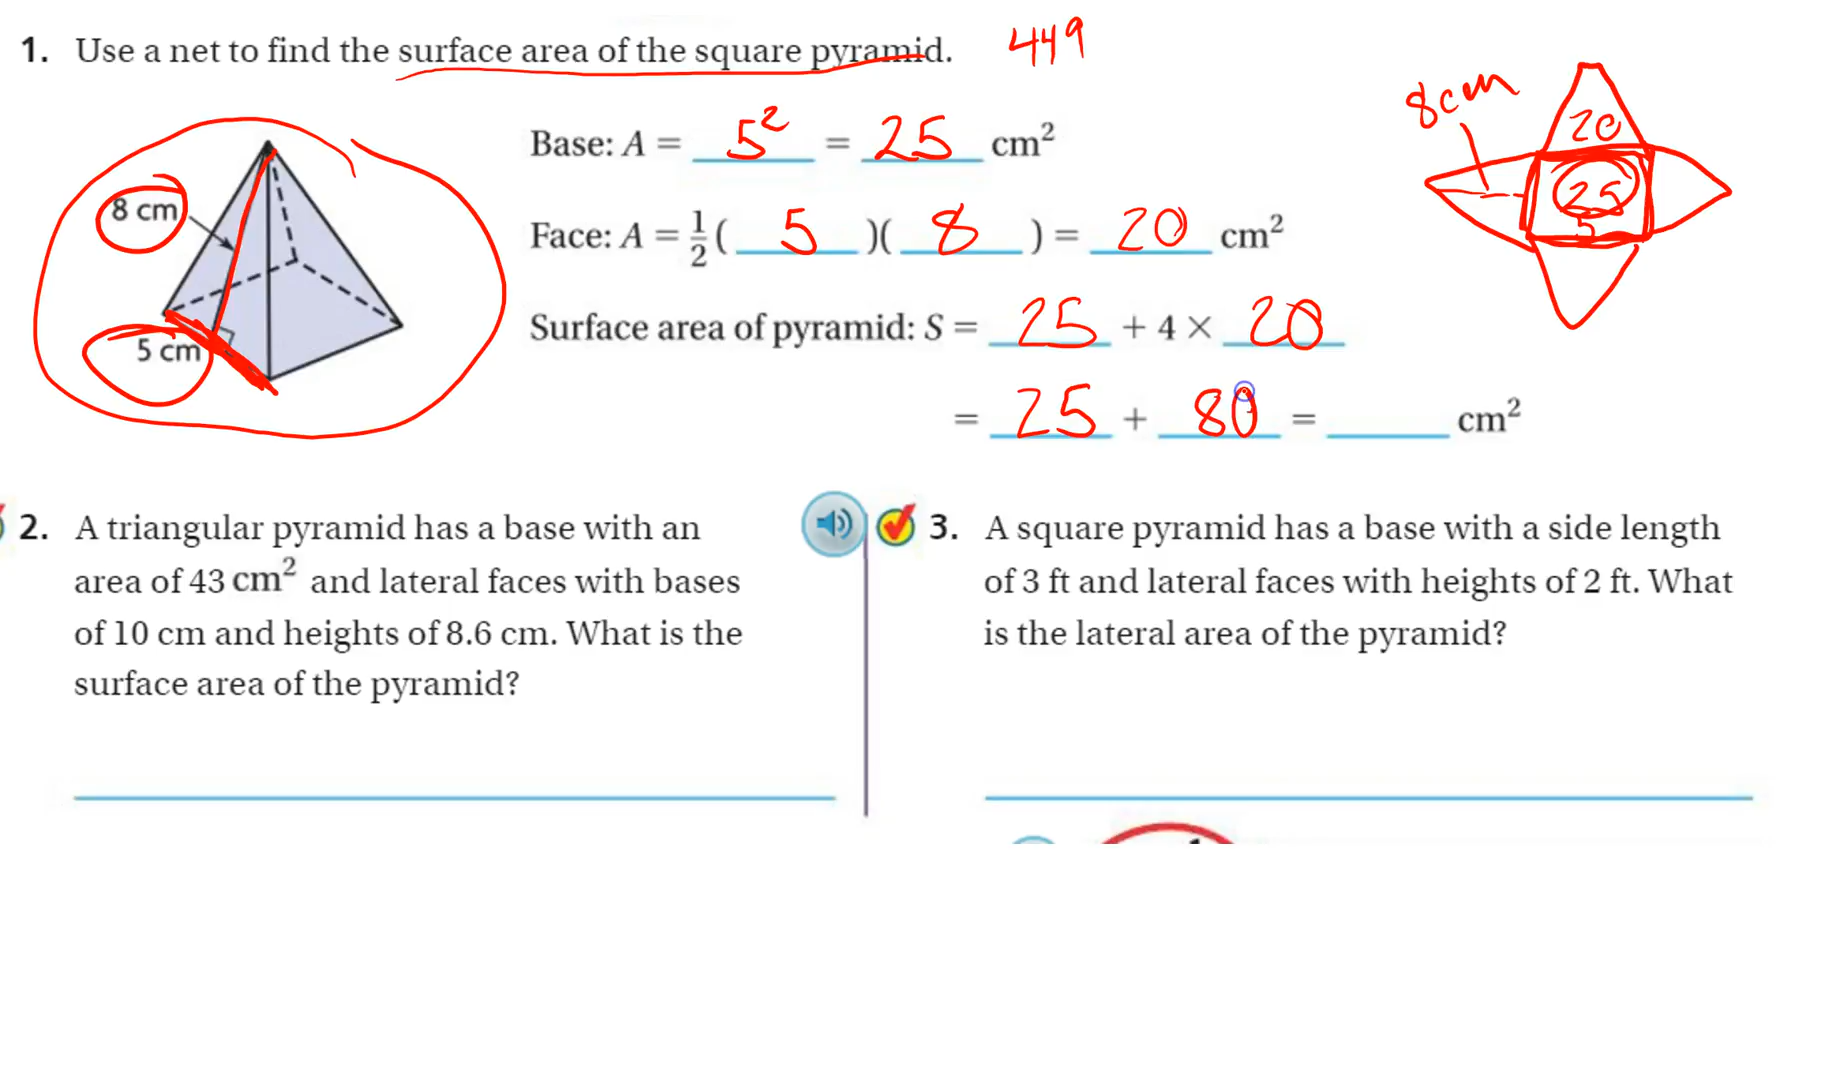 1. Use a net to find the surface area of the square pyramid. 449
8 cm
5 cm
Base: A = 5² = 25 cm²
Face: A = 1/2( 5 )( 8 ) = 20 cm²
Surface area of pyramid: S = 25 + 4 × 20
= 25 + 80 = ______ cm²
8cm
20
25
5
2. A triangular pyramid has a base with an
area of 43 cm² and lateral faces with bases
of 10 cm and heights of 8.6 cm. What is the
surface area of the pyramid?
3. A square pyramid has a base with a side length
of 3 ft and lateral faces with heights of 2 ft. What
is the lateral area of the pyramid?